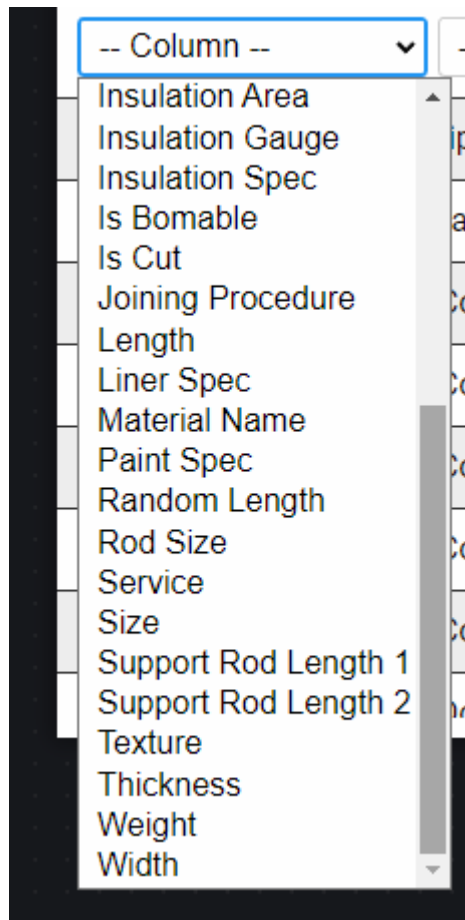 -- Column --
Insulation Area
Insulation Gauge
Insulation Spec
Is Bomable
Is Cut
Joining Procedure
Length
Liner Spec
Material Name
Paint Spec
Random Length
Rod Size
Service
Size
Support Rod Length 1
Support Rod Length 2
Texture
Thickness
Weight
Width